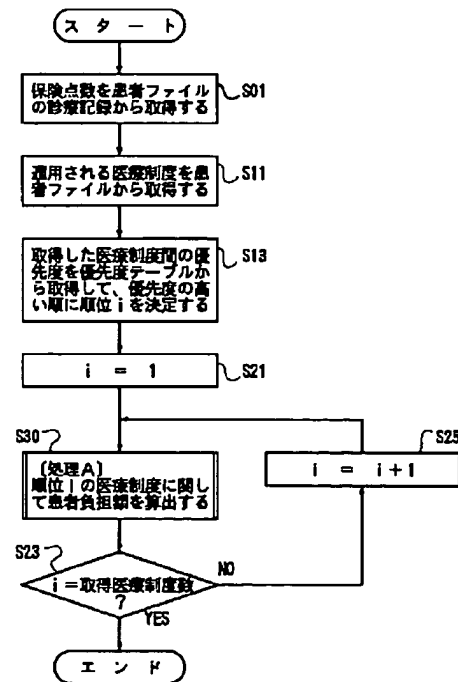 スタート
保険点数を患者ファイル
の診療記録から取得する
S01
適用される医療制度を患
者ファイルから取得する
S11
取得した医療制度間の優
先度を優先度テーブルか
ら取得して、優先度の高
い順に順位iを決定する
S13
i = 1
S21
S30
〔処理A〕
順位iの医療制度に関し
て患者負担額を算出する
S25
i = i+1
S23
i=取得医療制度数
?
NO
YES
エンド